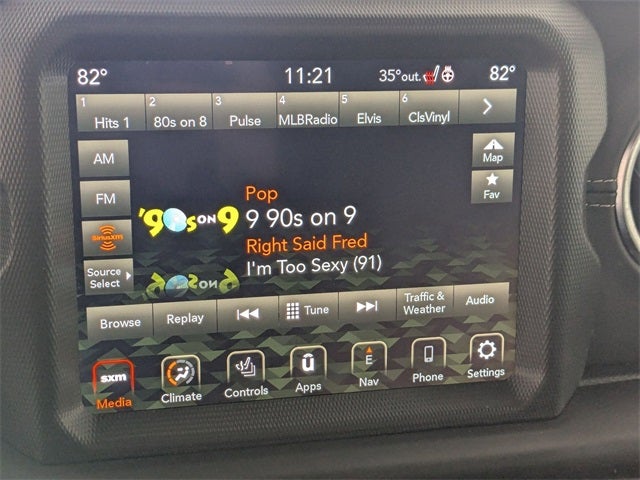 82° 11:21 35°out. 82°
1 2 3 4 5 6
Hits 1 80s on 8 Pulse MLBRadio Elvis ClsVinyl
AM
Map
FM
Fav
SiriusXM
Source
Select
'90s ON 9
Pop
9 90s on 9
Right Said Fred
I'm Too Sexy (91)
Browse Replay Tune Traffic & Weather Audio
sxm
E
Media Climate Controls Apps Nav Phone Settings